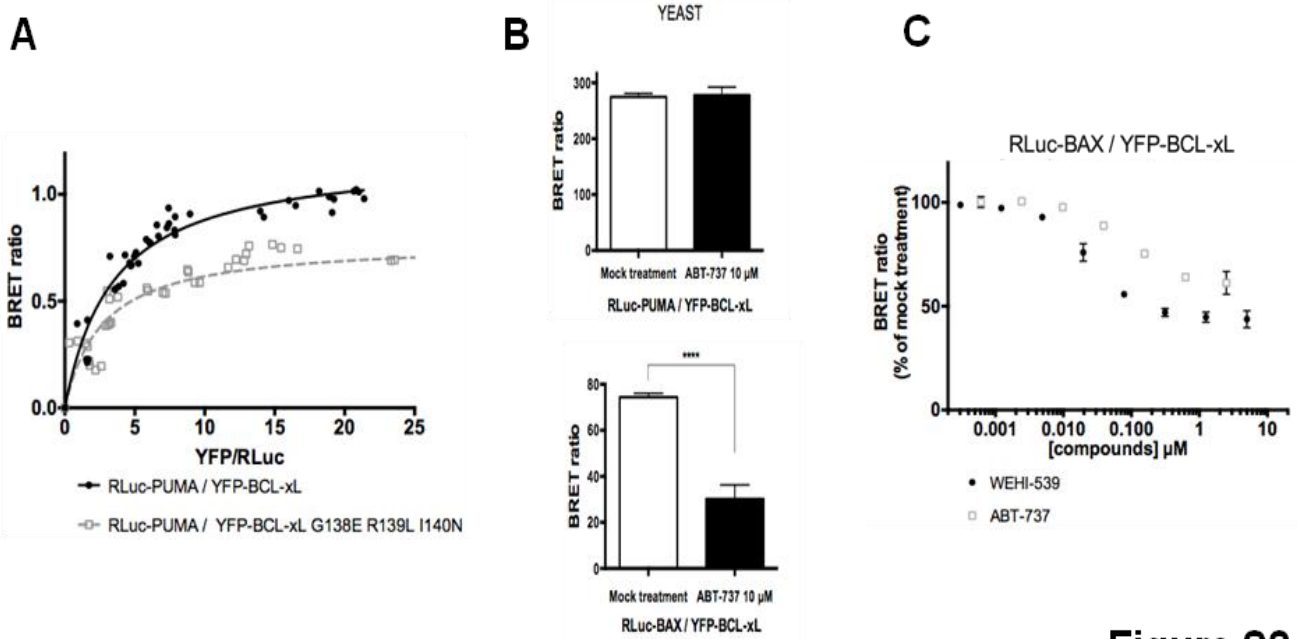 A
BRET ratio
1.0
0.5
0.0
0 5 10 15 20 25
YFP/RLuc
RLuc-PUMA / YFP-BCL-xL
RLuc-PUMA / YFP-BCL-xL G138E R139L I140N
B
YEAST
BRET ratio
300
200
100
0
Mock treatment ABT-737 10 µM
RLuc-PUMA / YFP-BCL-xL
****
BRET ratio
80
60
40
20
0
Mock treatment ABT-737 10 µM
RLuc-BAX / YFP-BCL-xL
C
RLuc-BAX / YFP-BCL-xL
BRET ratio
(% of mock treatment)
100
50
0
0.001 0.010 0.100 1 10
[compounds] µM
WEHI-539
ABT-737